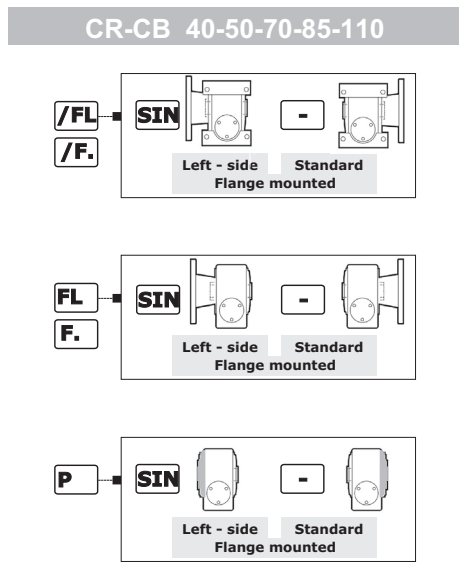 CR-CB 40-50-70-85-110
/FL SIN -
/F.
Left - side Standard
Flange mounted
FL SIN -
F.
Left - side Standard
Flange mounted
P SIN -
Left - side Standard
Flange mounted